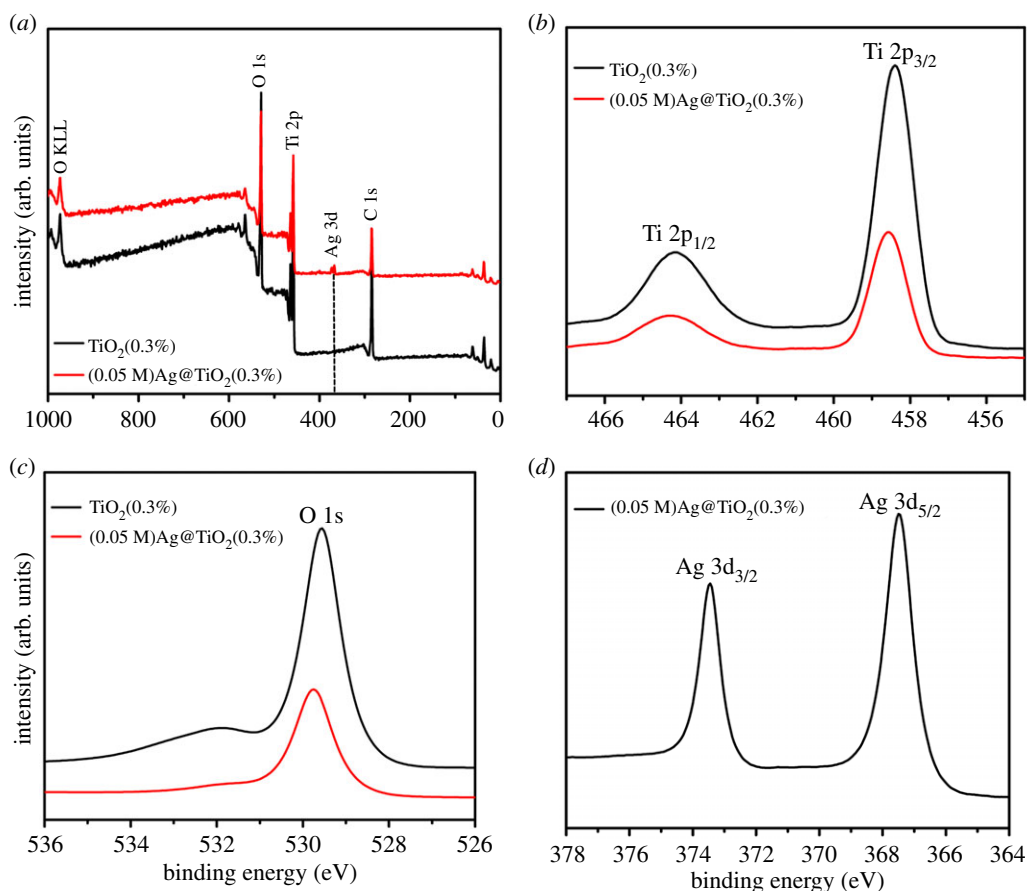 (a)
intensity (arb. units)
O KLL
O 1s
Ti 2p
Ag 3d
C 1s
TiO2(0.3%)
(0.05 M)Ag@TiO2(0.3%)
1000 800 600 400 200 0
(b)
TiO2(0.3%)
(0.05 M)Ag@TiO2(0.3%)
Ti 2p3/2
Ti 2p1/2
466 464 462 460 458 456
(c)
intensity (arb. units)
TiO2(0.3%)
(0.05 M)Ag@TiO2(0.3%)
O 1s
536 534 532 530 528 526
binding energy (eV)
(d)
(0.05 M)Ag@TiO2(0.3%)
Ag 3d5/2
Ag 3d3/2
378 376 374 372 370 368 366 364
binding energy (eV)